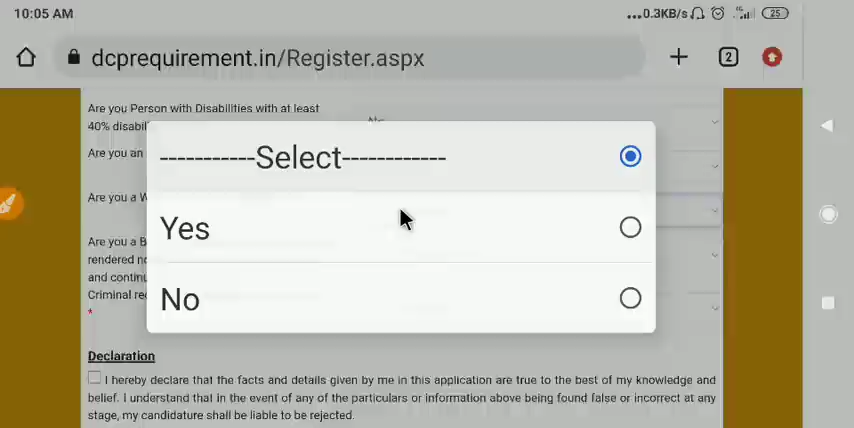 10:05 AM
...0.3KB/s
25
dcprequirement.in/Register.aspx
2
Are you Person with Disabilities with at least
40% disabil
No
Are you an
-----------Select------------
Are you a W
Yes
Are you a B
rendered no
and continu
Criminal rec
No
*
Declaration
I hereby declare that the facts and details given by me in this application are true to the best of my knowledge and
belief. I understand that in the event of any of the particulars or information above being found false or incorrect at any
stage, my candidature shall be liable to be rejected.